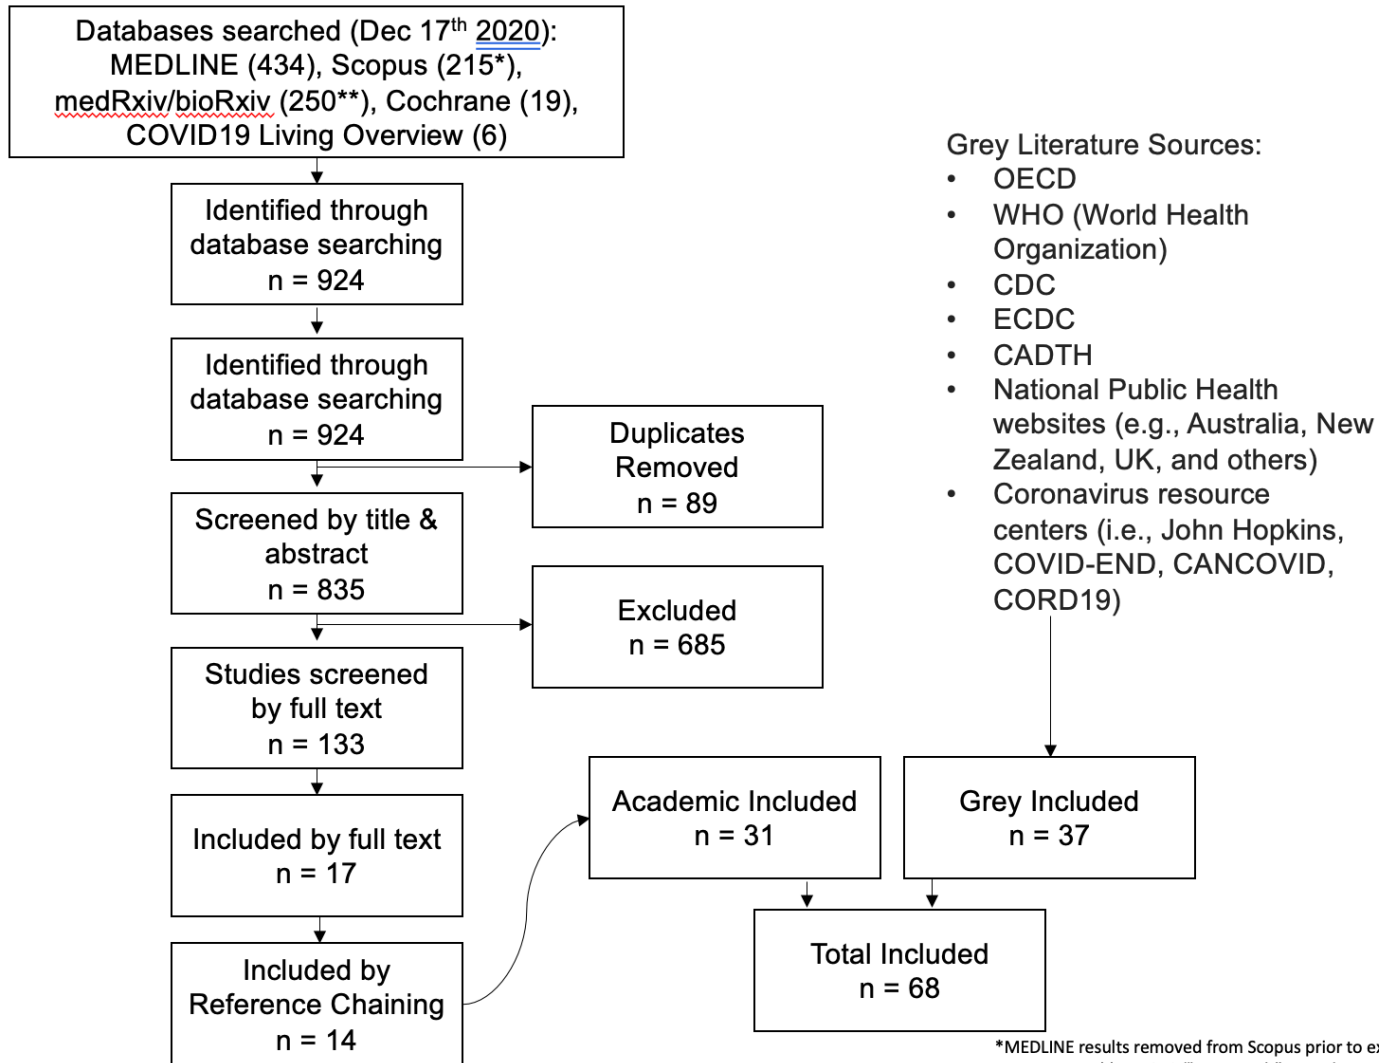 Databases searched (Dec 17th 2020):
MEDLINE (434), Scopus (215*),
medRxiv/bioRxiv (250**), Cochrane (19),
COVID19 Living Overview (6)
Identified through
database searching
n = 924
Identified through
database searching
n = 924
Duplicates
Removed
n = 89
Screened by title &
abstract
n = 835
Excluded
n = 685
Studies screened
by full text
n = 133
Included by full text
n = 17
Included by
Reference Chaining
n = 14
Academic Included
n = 31
Grey Literature Sources:
• OECD
• WHO (World Health
Organization)
• CDC
• ECDC
• CADTH
• National Public Health
websites (e.g., Australia, New
Zealand, UK, and others)
• Coronavirus resource
centers (i.e., John Hopkins,
COVID-END, CANCOVID,
CORD19)
Grey Included
n = 37
Total Included
n = 68
*MEDLINE results removed from Scopus prior to ex